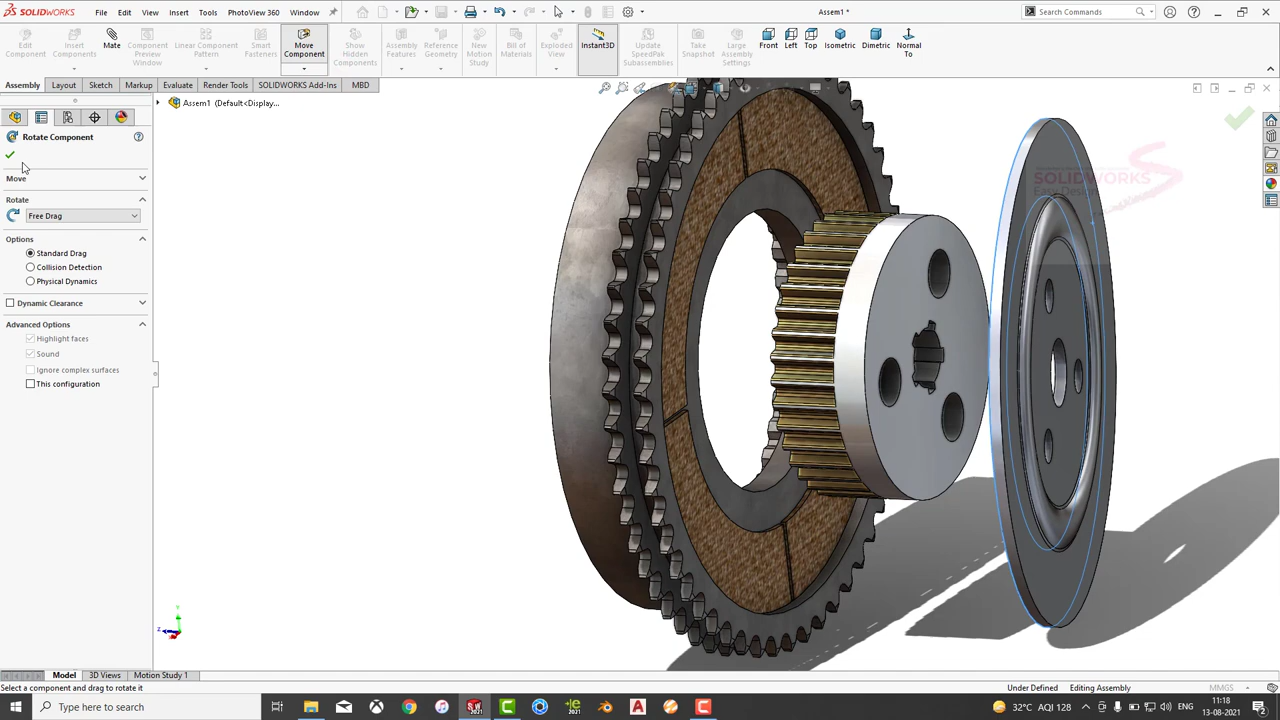 SOLIDWORKS
File
Edit
View
Insert
Tools
PhotoView 360
Window
Assem1 *
Search Commands
Edit Component
Insert Components
Mate
Component Preview Window
Linear Component Pattern
Smart Fasteners
Move Component
Show Hidden Components
Assembly Features
Reference Geometry
New Motion Study
Bill of Materials
Exploded View
Instant3D
Update SpeedPak Subassemblies
Take Snapshot
Large Assembly Settings
Front
Left
Top
Isometric
Dimetric
Normal To
Assembly
Layout
Sketch
Markup
Evaluate
Render Tools
SOLIDWORKS Add-Ins
MBD
Assem1 (Default<Display...
Rotate Component
Move
Rotate
Free Drag
Options
Standard Drag
Collision Detection
Physical Dynamics
Dynamic Clearance
Advanced Options
Highlight faces
Sound
Ignore complex surfaces
This configuration
SOLIDWORKS
Easy Design
Y
Z
Model
3D Views
Motion Study 1
Select a component and drag to rotate it
Under Defined
Editing Assembly
MMGS
Type here to search
32°C AQI 108
ENG
11:18
13-08-2021